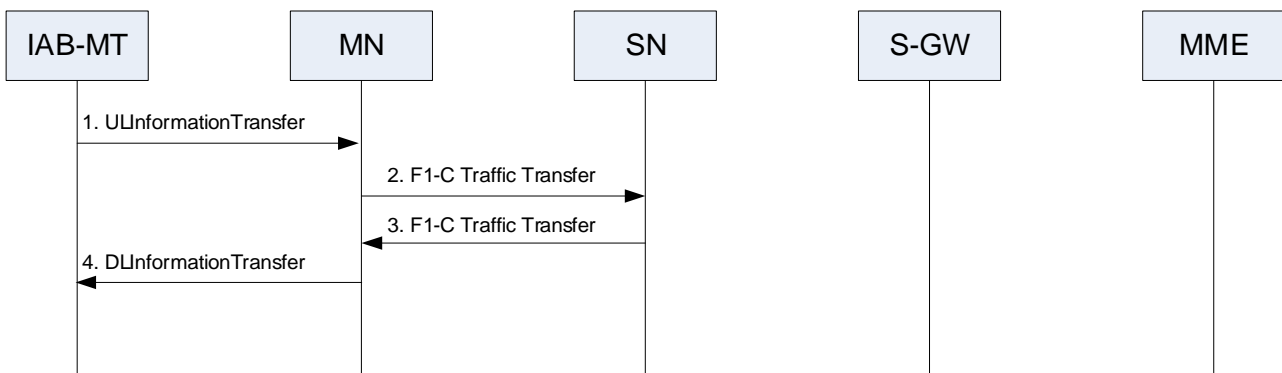 IAB-MT
MN
SN
S-GW
MME
1. ULInformationTransfer
2. F1-C Traffic Transfer
3. F1-C Traffic Transfer
4. DLInformationTransfer